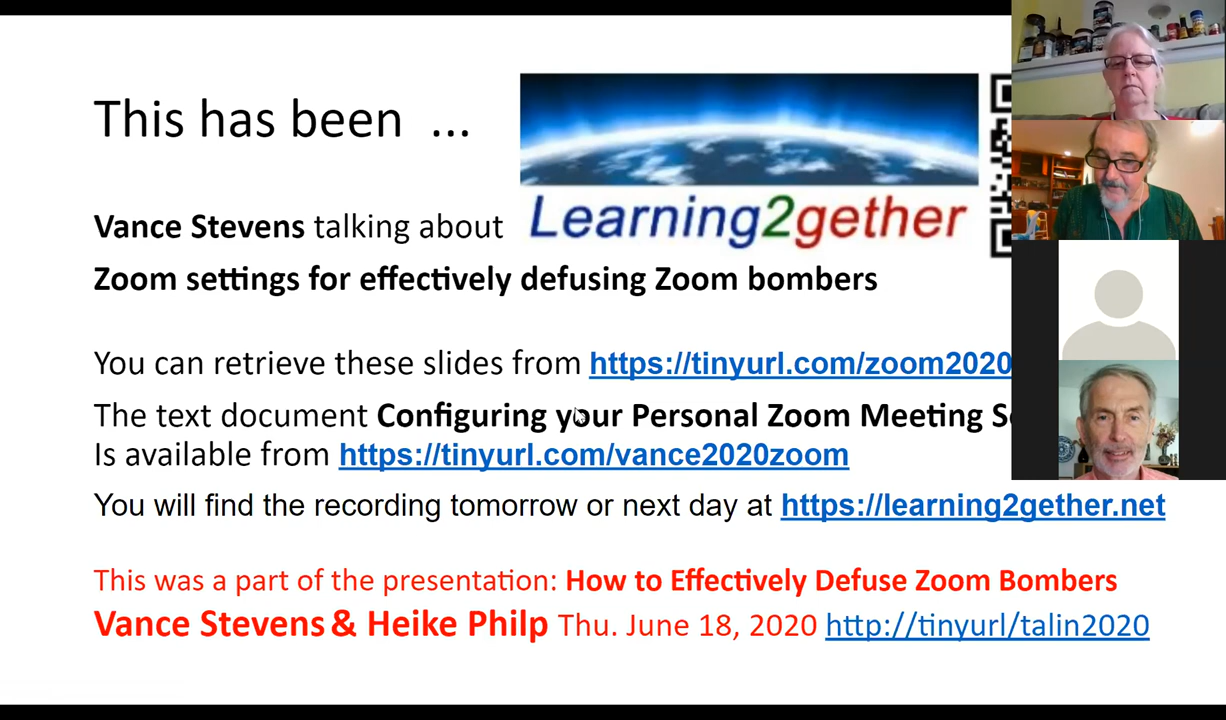 This has been ...
Learning2gether
Vance Stevens talking about
Zoom settings for effectively defusing Zoom bombers
You can retrieve these slides from https://tinyurl.com/zoom2020
The text document Configuring your Personal Zoom Meeting
Is available from https://tinyurl.com/vance2020zoom
You will find the recording tomorrow or next day at https://learning2gether.net
This was a part of the presentation: How to Effectively Defuse Zoom Bombers
Vance Stevens & Heike Philp Thu. June 18, 2020 http://tinyurl/talin2020